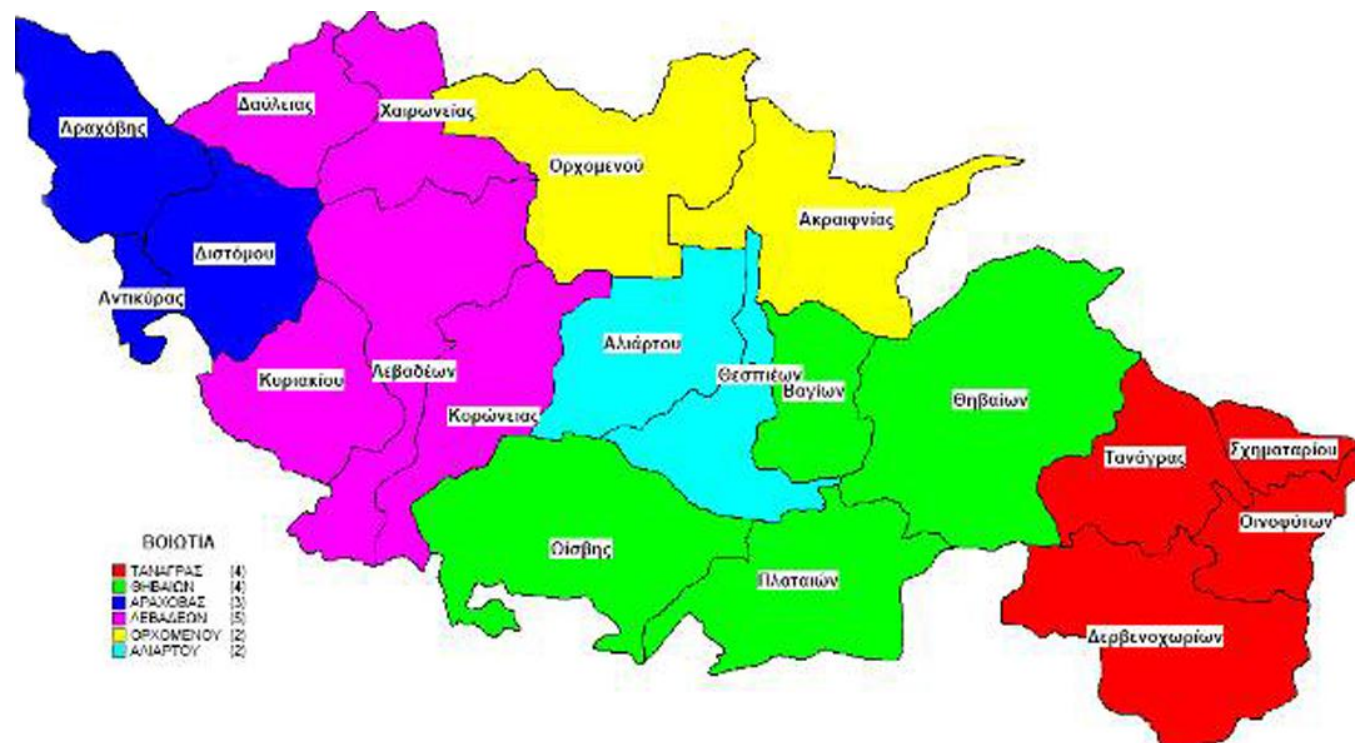 Δαύλειας
Χαιρωνείας
Αραχόβης
Ορχομενού
Ακραιφνίας
Διστόμου
Αντικύρας
Αλιάρτου
Κυριακίου
Λεβαδέων
Θεσπιέων
Βαγίων
Κορώνειας
Θηβαίων
Τανάγρας
Σχηματαρίου
Οινοφύτων
Θίσβης
Πλαταιών
Δερβενοχωρίων
ΒΟΙΩΤΙΑ
ΤΑΝΑΓΡΑΣ (4)
ΘΗΒΑΙΩΝ (4)
ΑΡΑΧΟΒΑΣ (3)
ΛΕΒΑΔΕΩΝ (5)
ΟΡΧΟΜΕΝΟΥ (2)
ΑΛΙΑΡΤΟΥ (2)